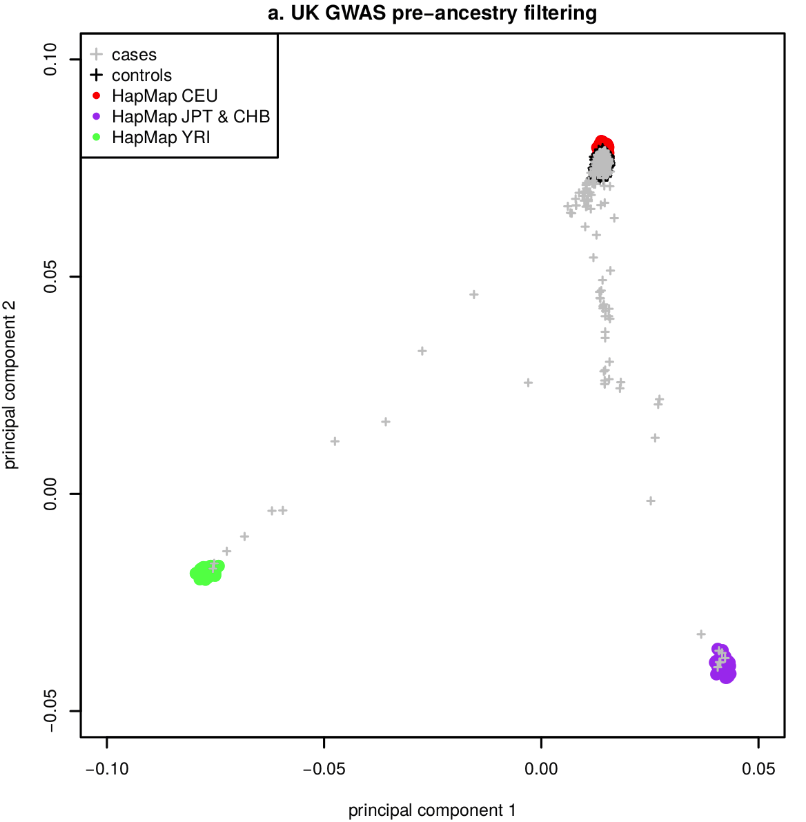 a. UK GWAS pre−ancestry filtering
cases
controls
HapMap CEU
HapMap JPT & CHB
HapMap YRI
0.10
0.05
0.00
−0.05
principal component 2
−0.10
−0.05
0.00
0.05
principal component 1